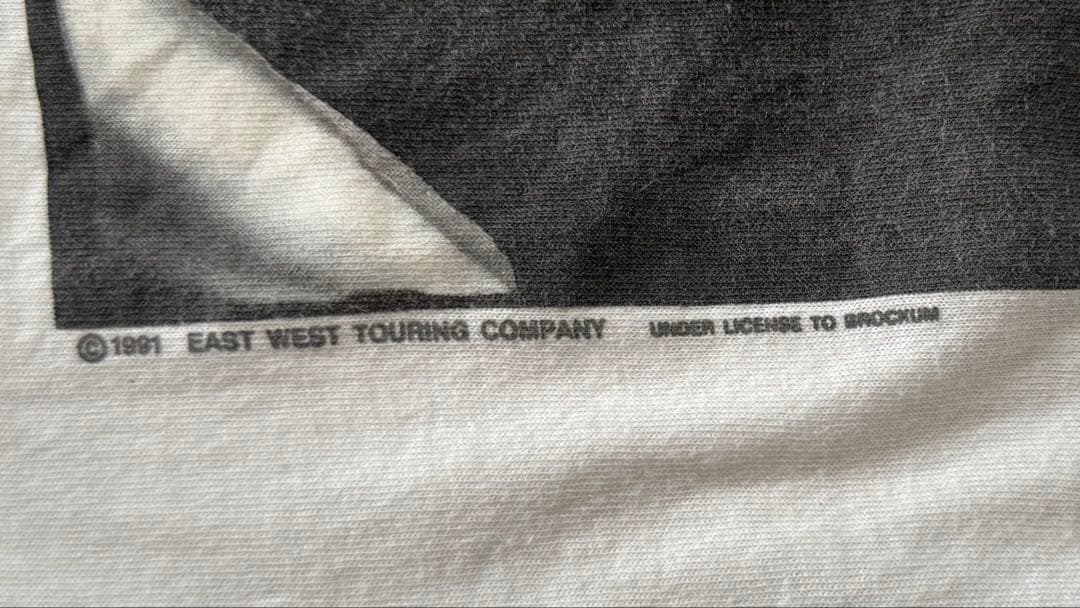 © 1991 EAST WEST TOURING COMPANY UNDER LICENSE TO BROCKUM